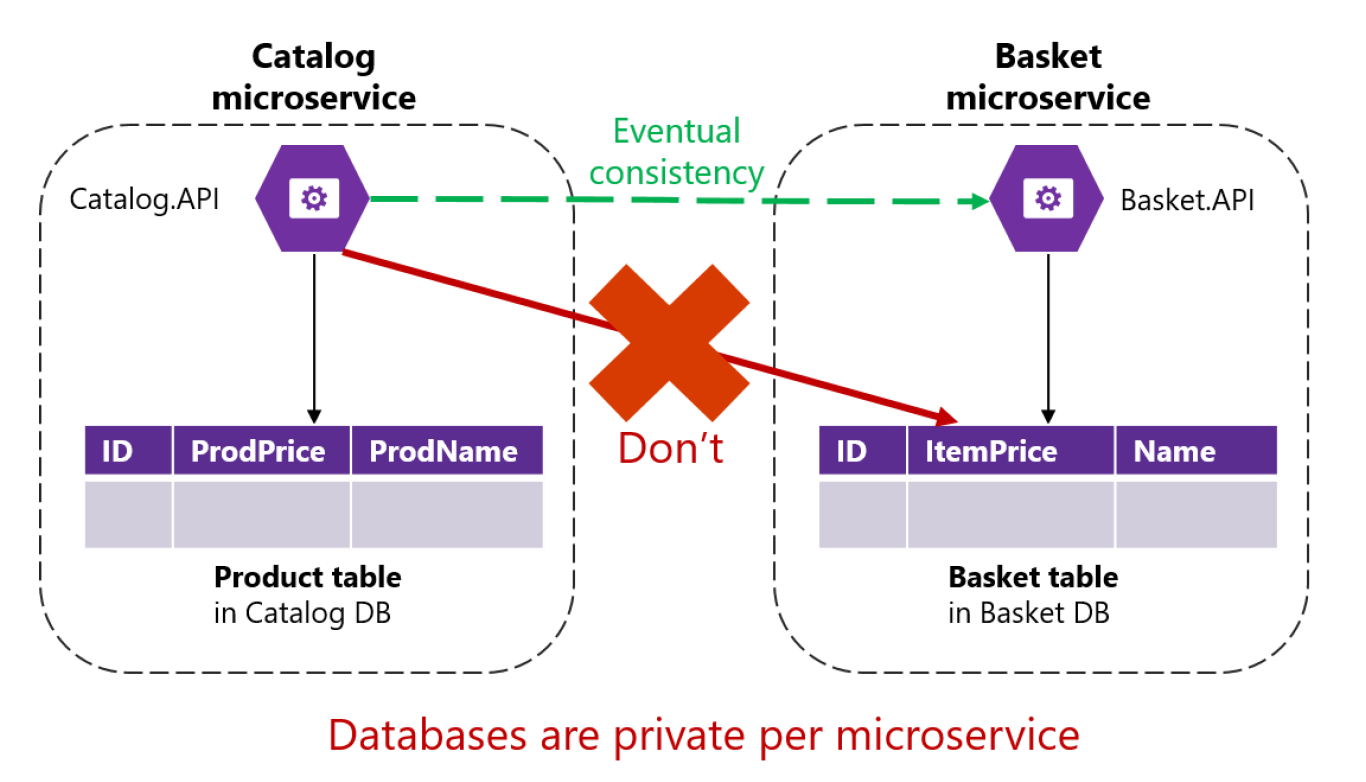 Catalog
microservice
Basket
microservice
Eventual
consistency
Catalog.API
Basket.API
Don’t
ID ProdPrice ProdName
ID ItemPrice Name
Product table
in Catalog DB
Basket table
in Basket DB
Databases are private per microservice